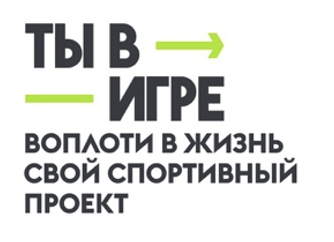 ТЫ В
ИГРЕ
ВОПЛОТИ В ЖИЗНЬ
СВОЙ СПОРТИВНЫЙ
ПРОЕКТ